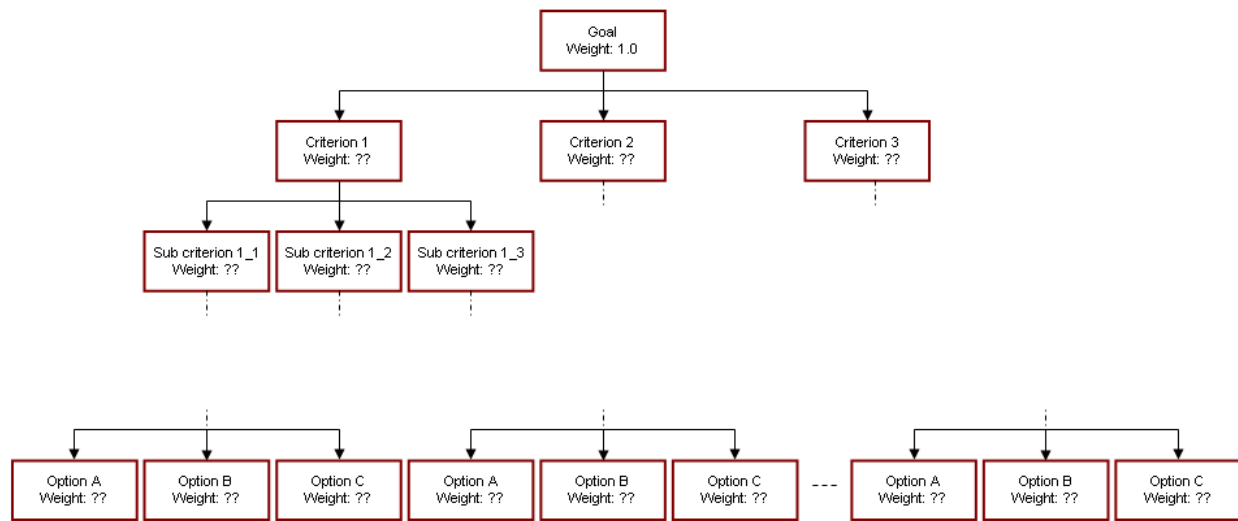 Goal
Weight: 1.0
Criterion 1
Weight: ??
Criterion 2
Weight: ??
Criterion 3
Weight: ??
Sub criterion 1_1
Weight: ??
Sub criterion 1_2
Weight: ??
Sub criterion 1_3
Weight: ??
Option A
Weight: ??
Option B
Weight: ??
Option C
Weight: ??
Option A
Weight: ??
Option B
Weight: ??
Option C
Weight: ??
Option A
Weight: ??
Option B
Weight: ??
Option C
Weight: ??